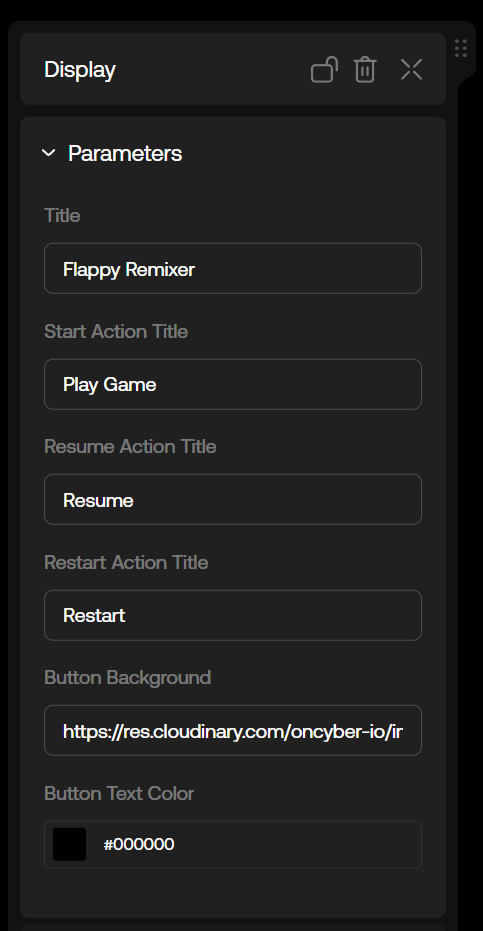 Display
Parameters
Title
Flappy Remixer
Start Action Title
Play Game
Resume Action Title
Resume
Restart Action Title
Restart
Button Background
https://res.cloudinary.com/oncyber-io/ir
Button Text Color
#000000